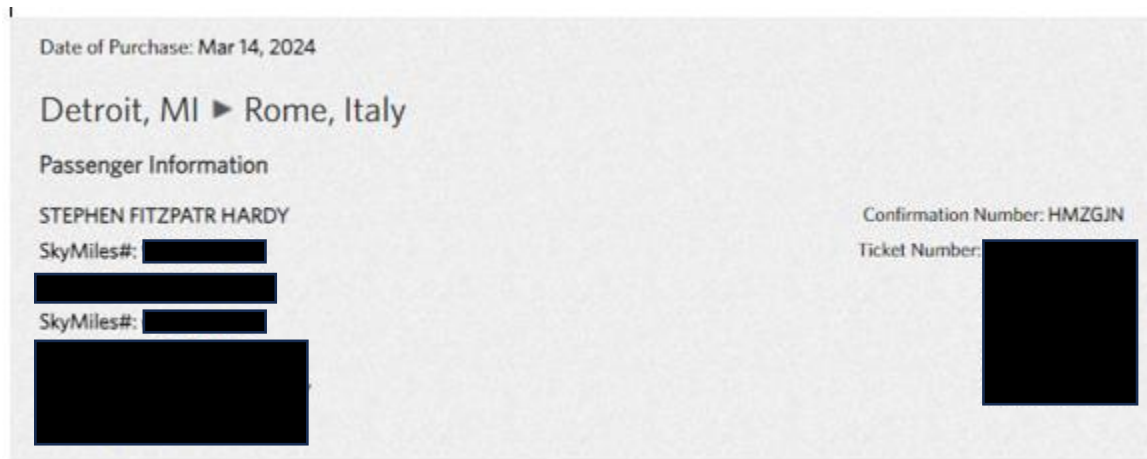 Date of Purchase: Mar 14, 2024
Detroit, MI ▶ Rome, Italy
Passenger Information
STEPHEN FITZPATR HARDY
Confirmation Number: HMZGJN
SkyMiles#:
Ticket Number:
SkyMiles#: